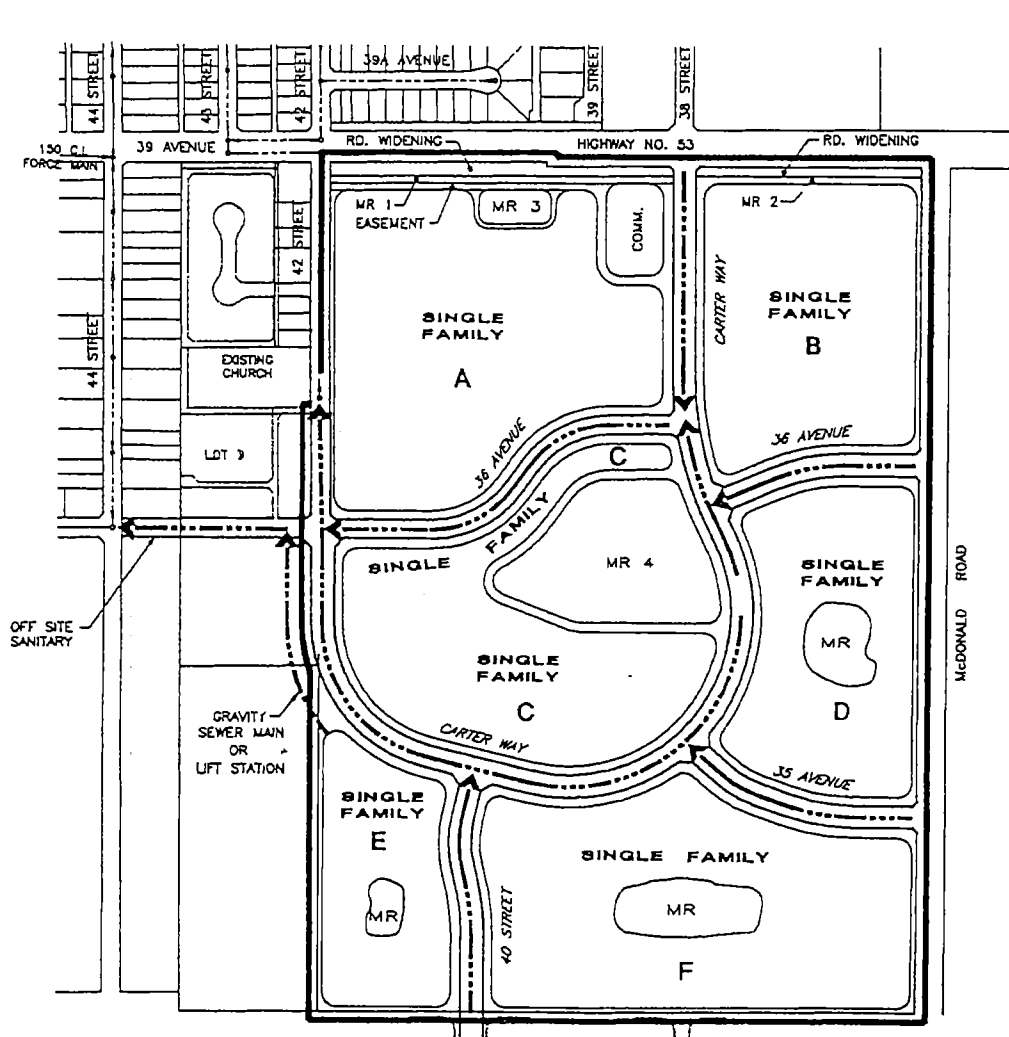 39A AVENUE
44 STREET
43 STREET
42 STREET
39 STREET
38 STREET
150 C.I.
FORCE MAIN
39 AVENUE
RD. WIDENING
HIGHWAY NO. 53
RD. WIDENING
MR 1
EASEMENT
MR 3
COMM.
MR 2
42 STREET
CARTER WAY
SINGLE
FAMILY
A
SINGLE
FAMILY
B
44 STREET
EXISTING
CHURCH
LOT 9
36 AVENUE
36 AVENUE
C
SINGLE FAMILY
MR 4
SINGLE
FAMILY
MR
D
McDONALD ROAD
OFF SITE
SANITARY
SINGLE
FAMILY
C
GRAVITY
SEWER MAIN
OR
LIFT STATION
CARTER WAY
35 AVENUE
SINGLE
FAMILY
E
MR
40 STREET
SINGLE FAMILY
MR
F